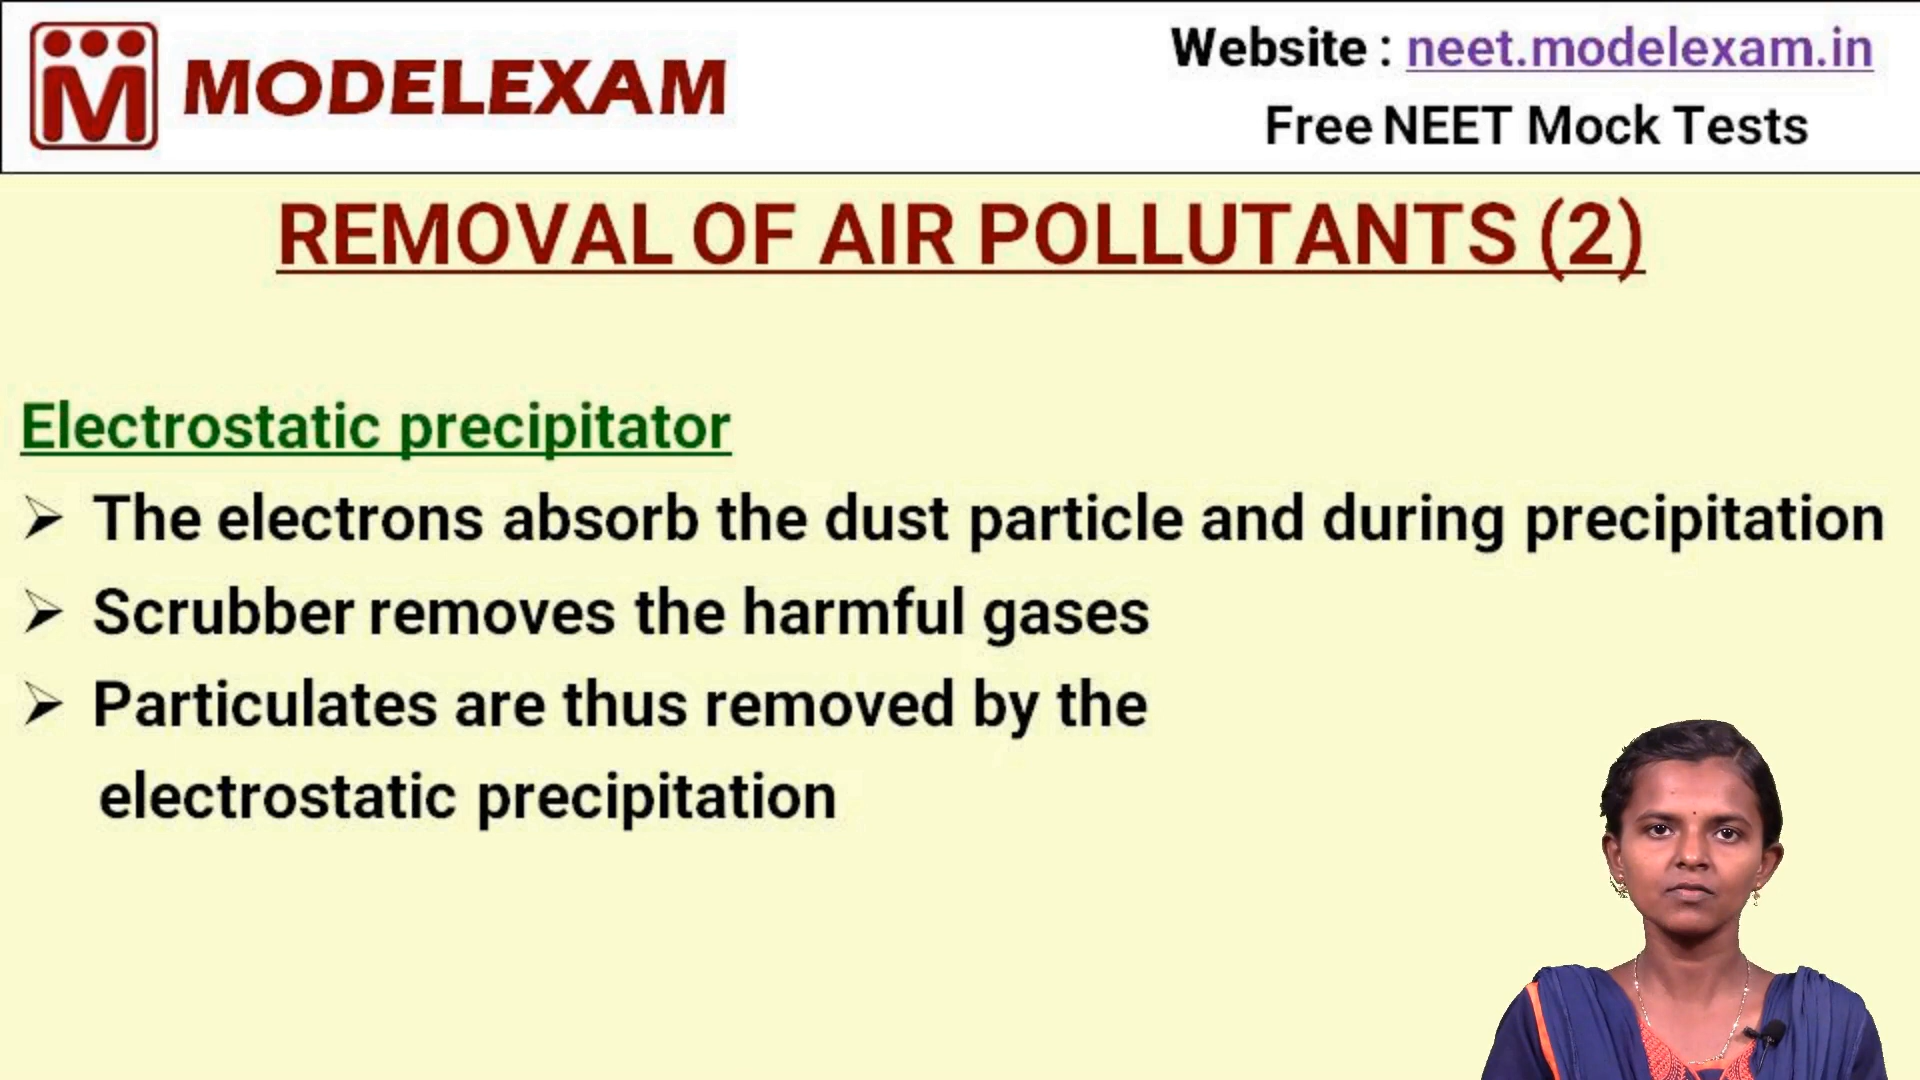 MODELEXAM
Website : neet.modelexam.in
Free NEET Mock Tests
REMOVAL OF AIR POLLUTANTS (2)
Electrostatic precipitator
➢ The electrons absorb the dust particle and during precipitation
➢ Scrubber removes the harmful gases
➢ Particulates are thus removed by the
electrostatic precipitation